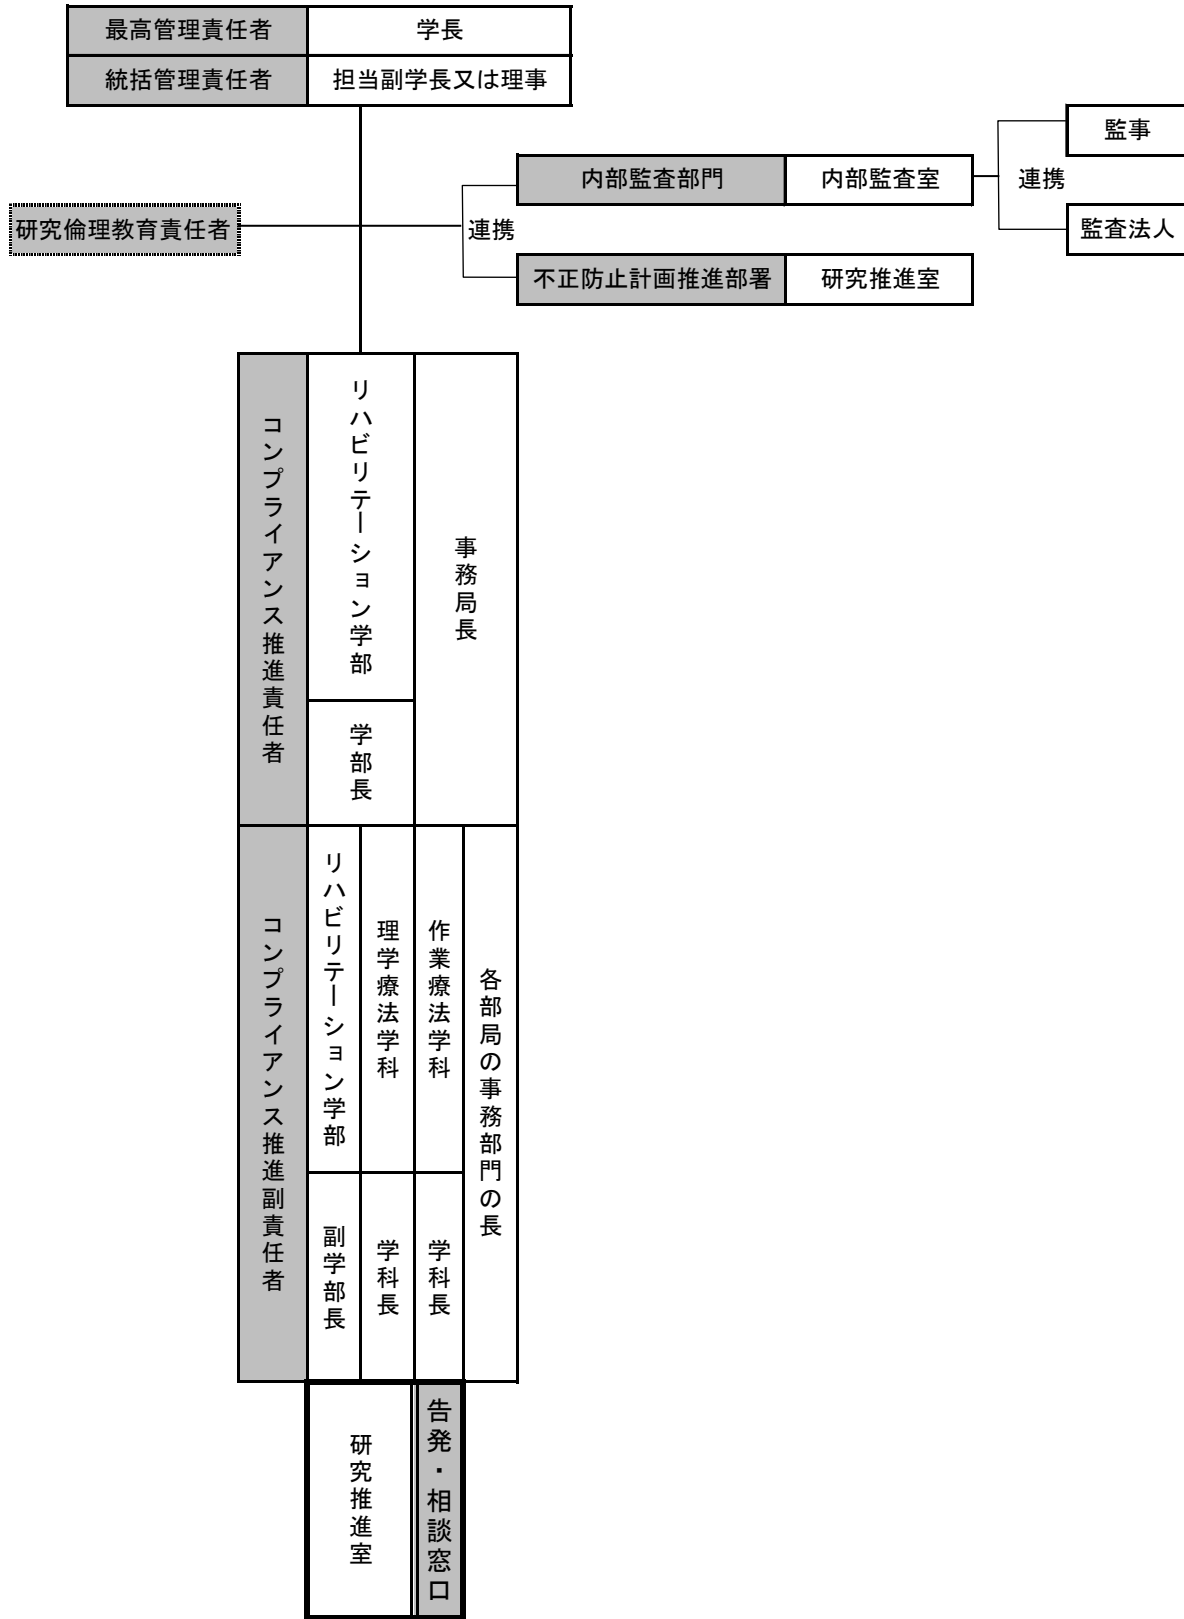 最高管理責任者 学長
統括管理責任者 担当副学長又は理事
監事
内部監査部門 内部監査室
連携
研究倫理教育責任者
連携
監査法人
不正防止計画推進部署 研究推進室
コンプライアンス推進責任者
リハビリテーション学部
学部長
事務局長
コンプライアンス推進副責任者
リハビリテーション学部
副学部長
理学療法学科
学科長
作業療法学科
学科長
各部局の事務部門の長
研究推進室
告発・相談窓口